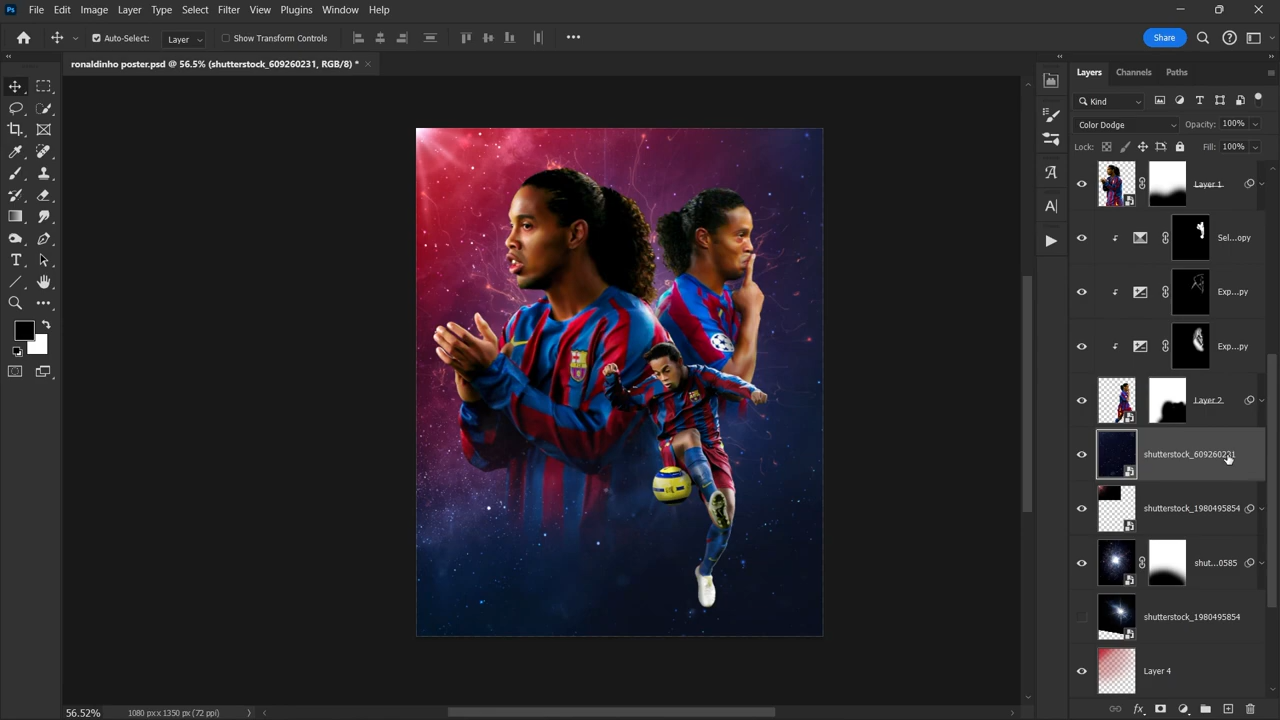 Ps File Edit Image Layer Type Select Filter View Plugins Window Help
Auto-Select: Layer Show Transform Controls Share
ronaldinho poster.psd @ 56.5% (shutterstock_609260231, RGB/8) *
Layers Channels Paths
Kind
Color Dodge Opacity: 100%
Lock: Fill: 100%
Layer 1
Sel...opy
Exp...py
Exp...py
Layer 2
shutterstock_609260231
shutterstock_1980495854
shut...0585
shutterstock_1980495854
Layer 4
56.52% 1080 px x 1350 px (72 ppi)